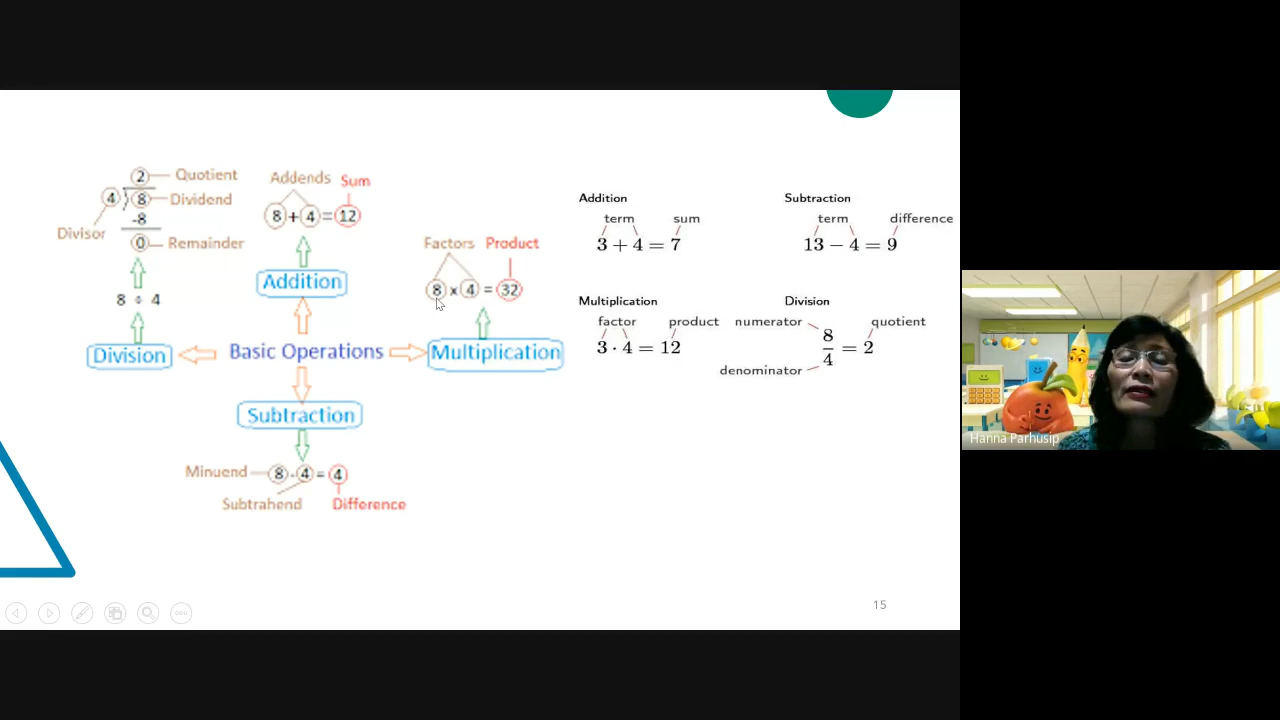 2 Quotient
4 8 Dividend
-8
Divisor
0 Remainder
8 ÷ 4
Division
Addends Sum
8 + 4 = 12
Addition
Basic Operations
Factors Product
8 x 4 = 32
Multiplication
Subtraction
Minuend 8 - 4 = 4
Subtrahend Difference
Addition
term sum
3 + 4 = 7
Subtraction
term difference
13 − 4 = 9
Multiplication
factor product
3 · 4 = 12
Division
numerator quotient
8/4 = 2
denominator
15
Hanna Parhusip